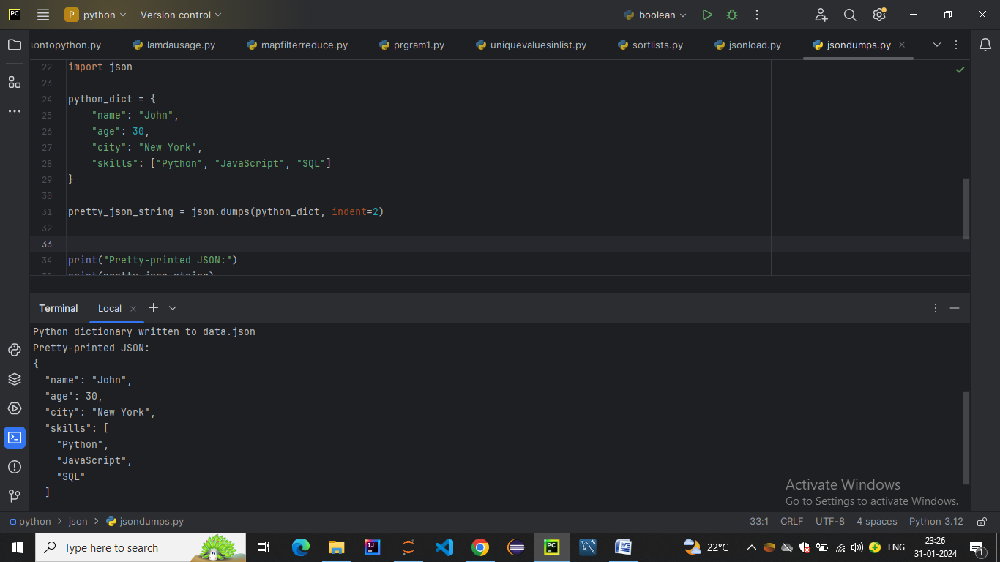 PC P python Version control boolean
ontopython.py lamdausage.py mapfilterreduce.py prgram1.py uniquevaluesinlist.py sortlists.py jsonload.py jsondumps.py
22 import json
23
24 python_dict = {
25 "name": "John",
26 "age": 30,
27 "city": "New York",
28 "skills": ["Python", "JavaScript", "SQL"]
29 }
30
31 pretty_json_string = json.dumps(python_dict, indent=2)
32
33
34 print("Pretty-printed JSON:")
35 print(pretty_json_string)
Terminal Local
Python dictionary written to data.json
Pretty-printed JSON:
{
"name": "John",
"age": 30,
"city": "New York",
"skills": [
"Python",
"JavaScript",
"SQL"
]
Activate Windows
Go to Settings to activate Windows.
python > json > jsondumps.py 33:1 CRLF UTF-8 4 spaces Python 3.12
Type here to search IJ PC W 22°C ENG 23:26 1
31-01-2024